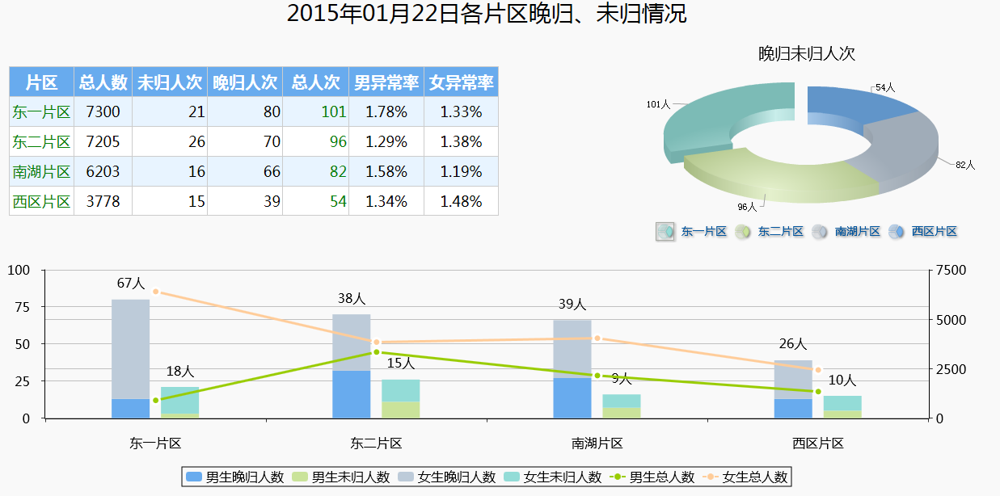 2015年01月22日各片区晚归、未归情况
片区 总人数 未归人次 晚归人次 总人次 男异常率 女异常率
东一片区 7300 21 80 101 1.78% 1.33%
东二片区 7205 26 70 96 1.29% 1.38%
南湖片区 6203 16 66 82 1.58% 1.19%
西区片区 3778 15 39 54 1.34% 1.48%
晚归未归人次
54人
101人
82人
96人
东一片区 东二片区 南湖片区 西区片区
100 7500
67人
38人
39人
75
5000
26人
50
15人
18人
2500
9人
10人
25
0 0
东一片区 东二片区 南湖片区 西区片区
男生晚归人数 男生未归人数 女生晚归人数 女生未归人数 男生总人数 女生总人数